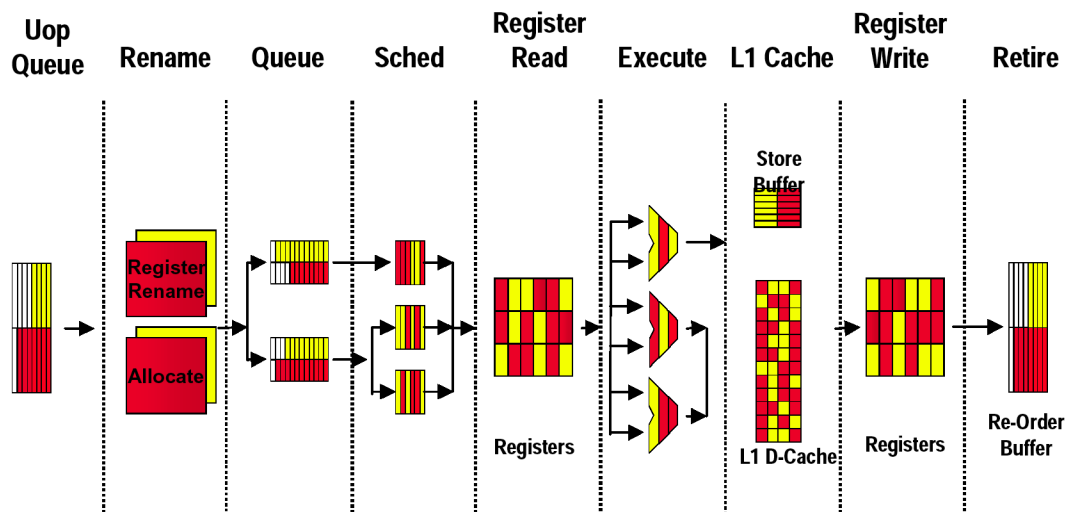 Uop
Queue
Rename
Queue
Sched
Register
Read
Execute
L1 Cache
Register
Write
Retire
Register
Rename
Allocate
Registers
Store
Buffer
L1 D-Cache
Registers
Re-Order
Buffer